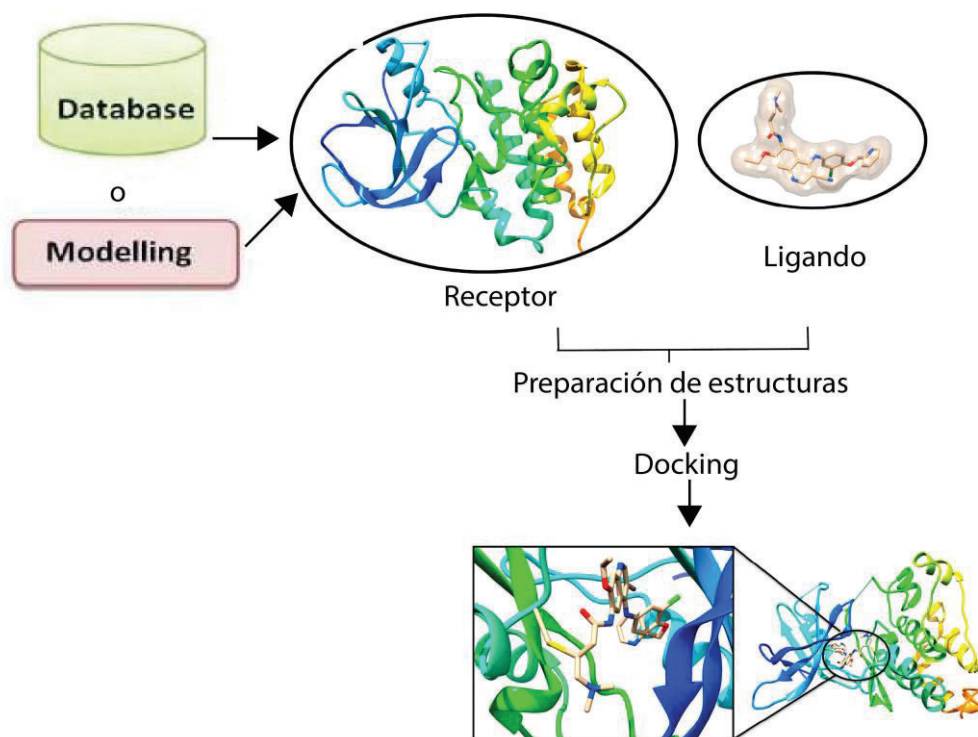 Database
o
Modelling
Receptor
Ligando
Preparación de estructuras
Docking